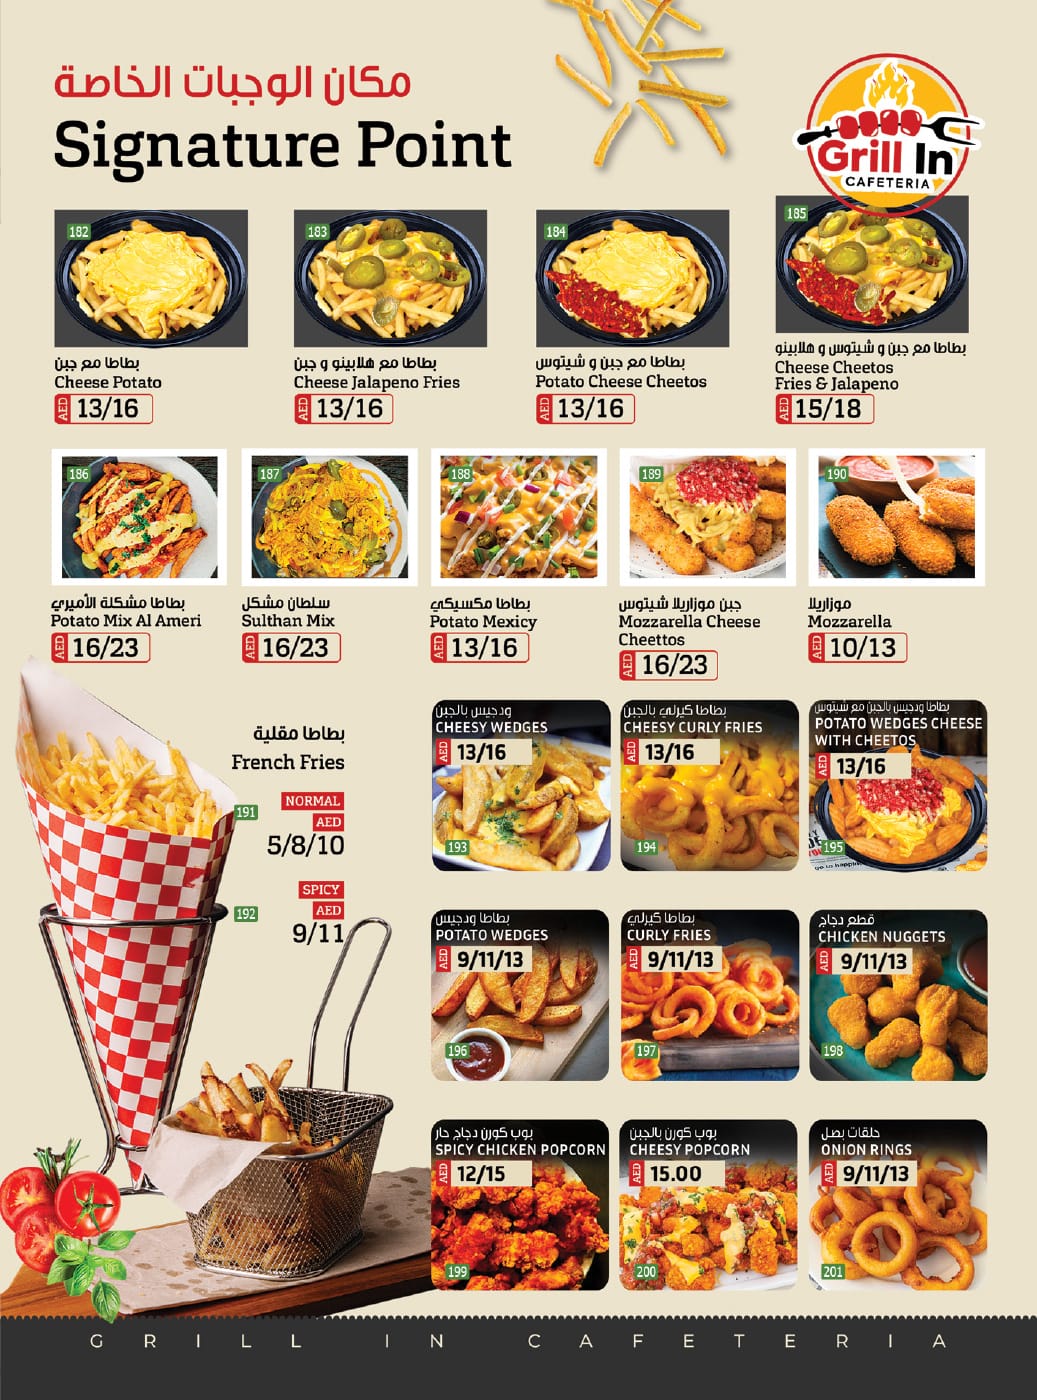 مكان الوجبات الخاصة
Signature Point
Grill In
CAFETERIA
182
بطاطا مع جبن
Cheese Potato
AED 13/16
183
بطاطا مع هلابينو و جبن
Cheese Jalapeno Fries
AED 13/16
184
بطاطا مع جبن و شيتوس
Potato Cheese Cheetos
AED 13/16
185
بطاطا مع جبن و شيتوس و هلابينو
Cheese Cheetos
Fries & Jalapeno
AED 15/18
186
بطاطا مشكلة الأميري
Potato Mix Al Ameri
AED 16/23
187
سلطان مشكل
Sulthan Mix
AED 16/23
188
بطاطا مكسيكي
Potato Mexicy
AED 13/16
189
جبن موزاريلا شيتوس
Mozzarella Cheese
Cheettos
AED 16/23
190
موزاريلا
Mozzarella
AED 10/13
بطاطا مقلية
French Fries
191
NORMAL
AED
5/8/10
192
SPICY
AED
9/11
ودجيس بالجبن
CHEESY WEDGES
AED 13/16
193
بطاطا كيرلي بالجبن
CHEESY CURLY FRIES
AED 13/16
194
بطاطا ودجيس بالجبن مع شيتوس
POTATO WEDGES CHEESE
WITH CHEETOS
AED 13/16
195
بطاطا ودجيس
POTATO WEDGES
AED 9/11/13
196
بطاطا كيرلي
CURLY FRIES
AED 9/11/13
197
قطع دجاج
CHICKEN NUGGETS
AED 9/11/13
198
بوب كورن دجاج حار
SPICY CHICKEN POPCORN
AED 12/15
199
بوب كورن بالجبن
CHEESY POPCORN
AED 15.00
200
حلقات بصل
ONION RINGS
AED 9/11/13
201
GRILL IN CAFETERIA